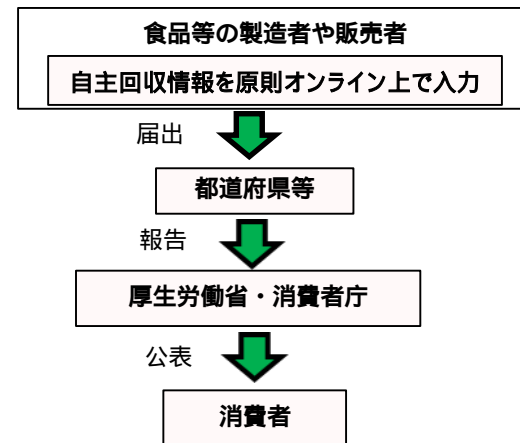 食品等の製造者や販売者
自主回収情報を原則オンライン上で入力
届出
都道府県等
報告
厚生労働省・消費者庁
公表
消費者